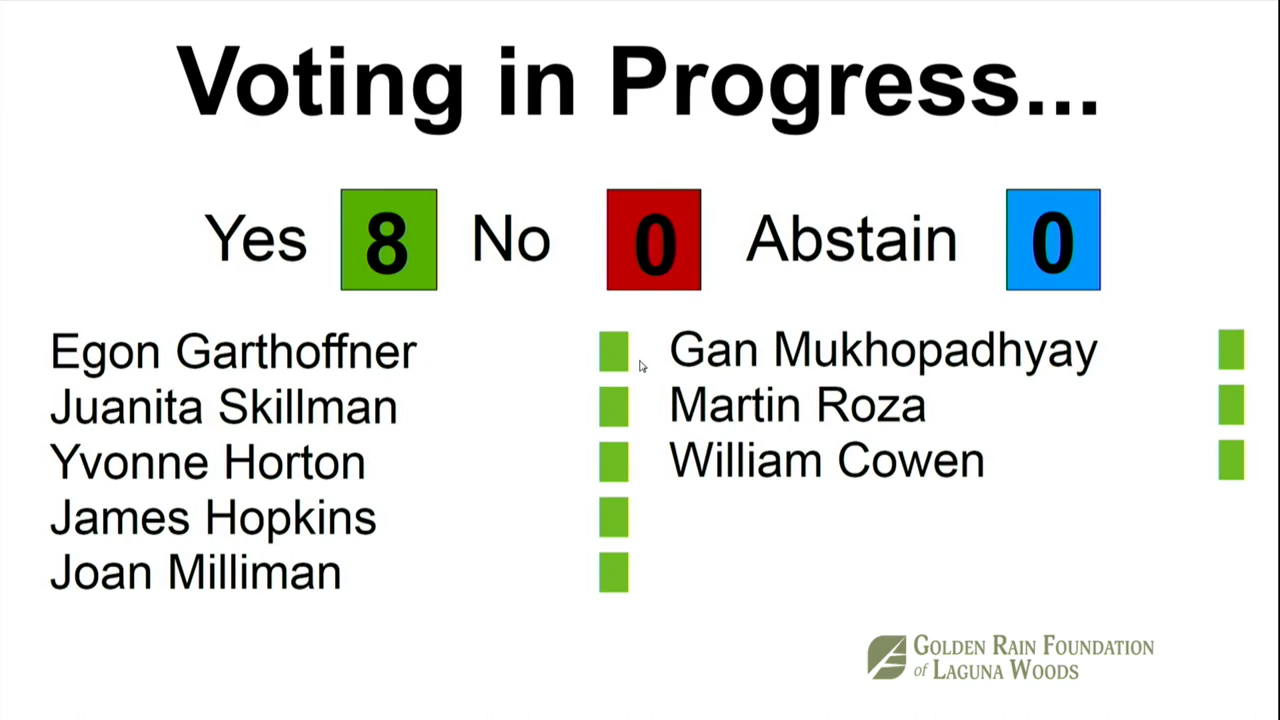 Voting in Progress...
Yes 8 No 0 Abstain 0
Egon Garthoffner
Juanita Skillman
Yvonne Horton
James Hopkins
Joan Milliman
Gan Mukhopadhyay
Martin Roza
William Cowen
GOLDEN RAIN FOUNDATION
of LAGUNA WOODS